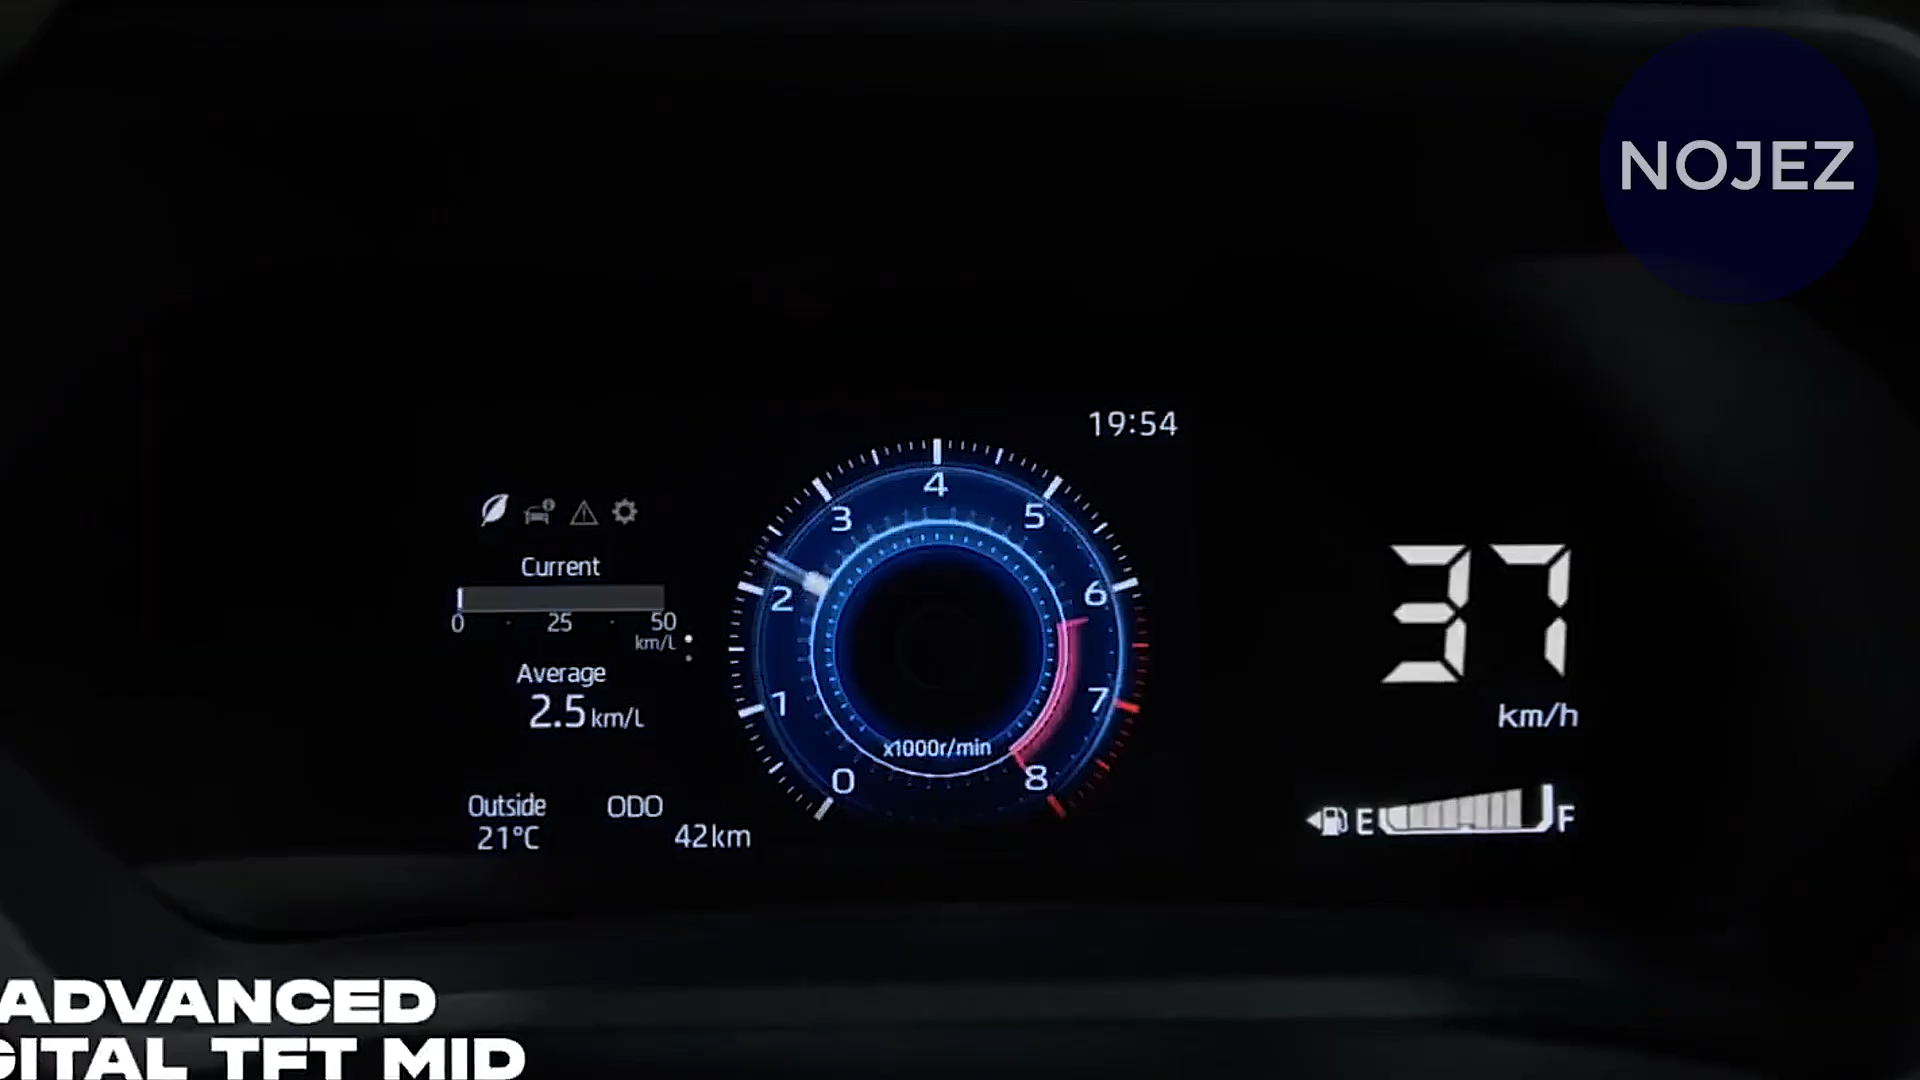 NOJEZ
19:54
Current
0 25 50
km/L
Average
2.5 km/L
Outside
21°C
ODO
42km
0
1
2
3
4
5
6
7
8
x1000r/min
37
km/h
E F
ADVANCED
GITAL TFT MID